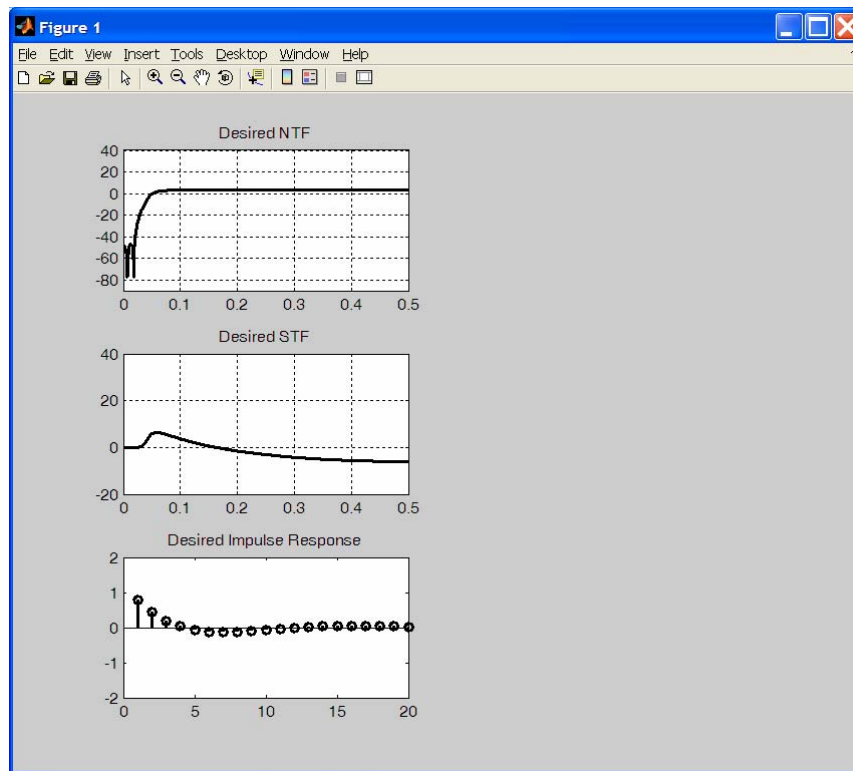 Figure 1
File Edit View Insert Tools Desktop Window Help
Desired NTF
40
20
0
-20
-40
-60
-80
0 0.1 0.2 0.3 0.4 0.5
Desired STF
40
20
0
-20
0 0.1 0.2 0.3 0.4 0.5
Desired Impulse Response
2
1
0
-1
-2
0 5 10 15 20